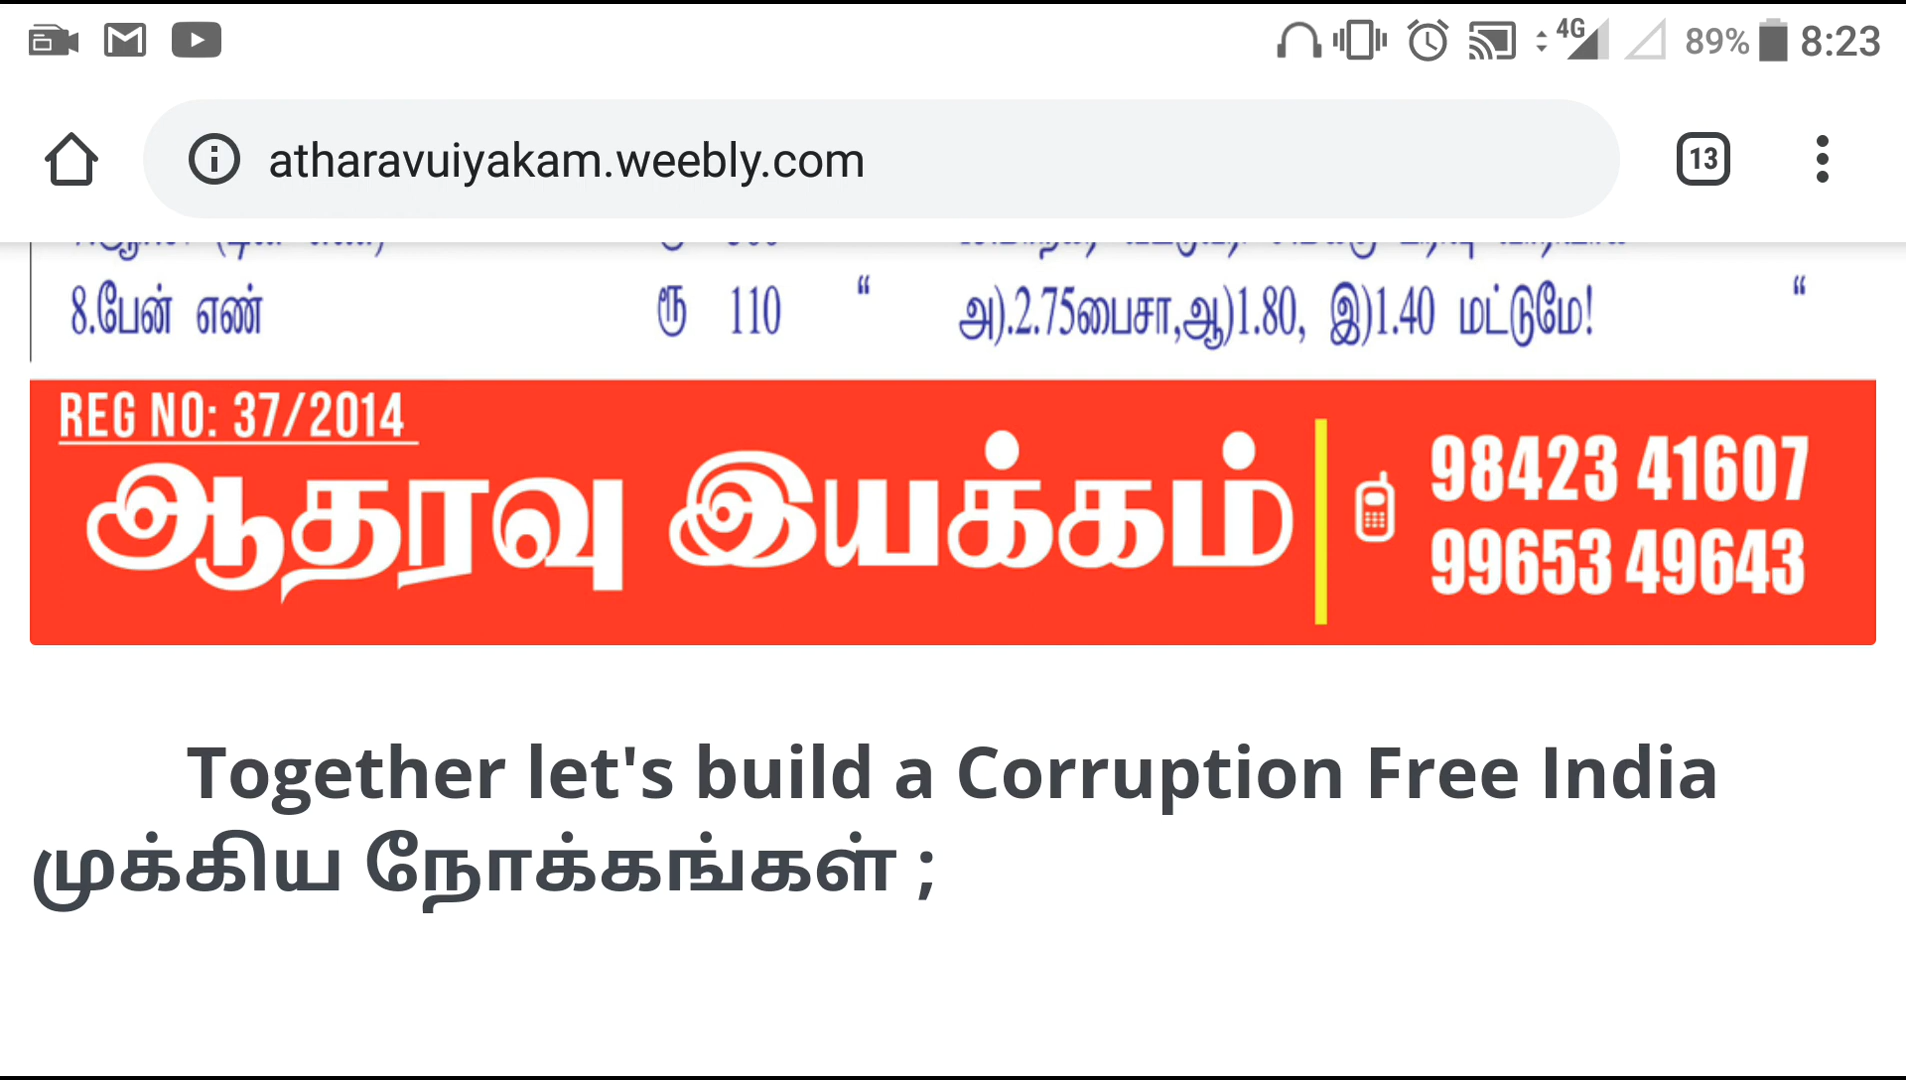 4G 89% 8:23
atharavuiyakam.weebly.com 13
8.பேன் எண் ரூ 110 “ அ).2.75பைசா,ஆ)1.80, இ)1.40 மட்டுமே! “
REG NO: 37/2014
ஆதரவு இயக்கம்
98423 41607
99653 49643
Together let's build a Corruption Free India
முக்கிய நோக்கங்கள் ;